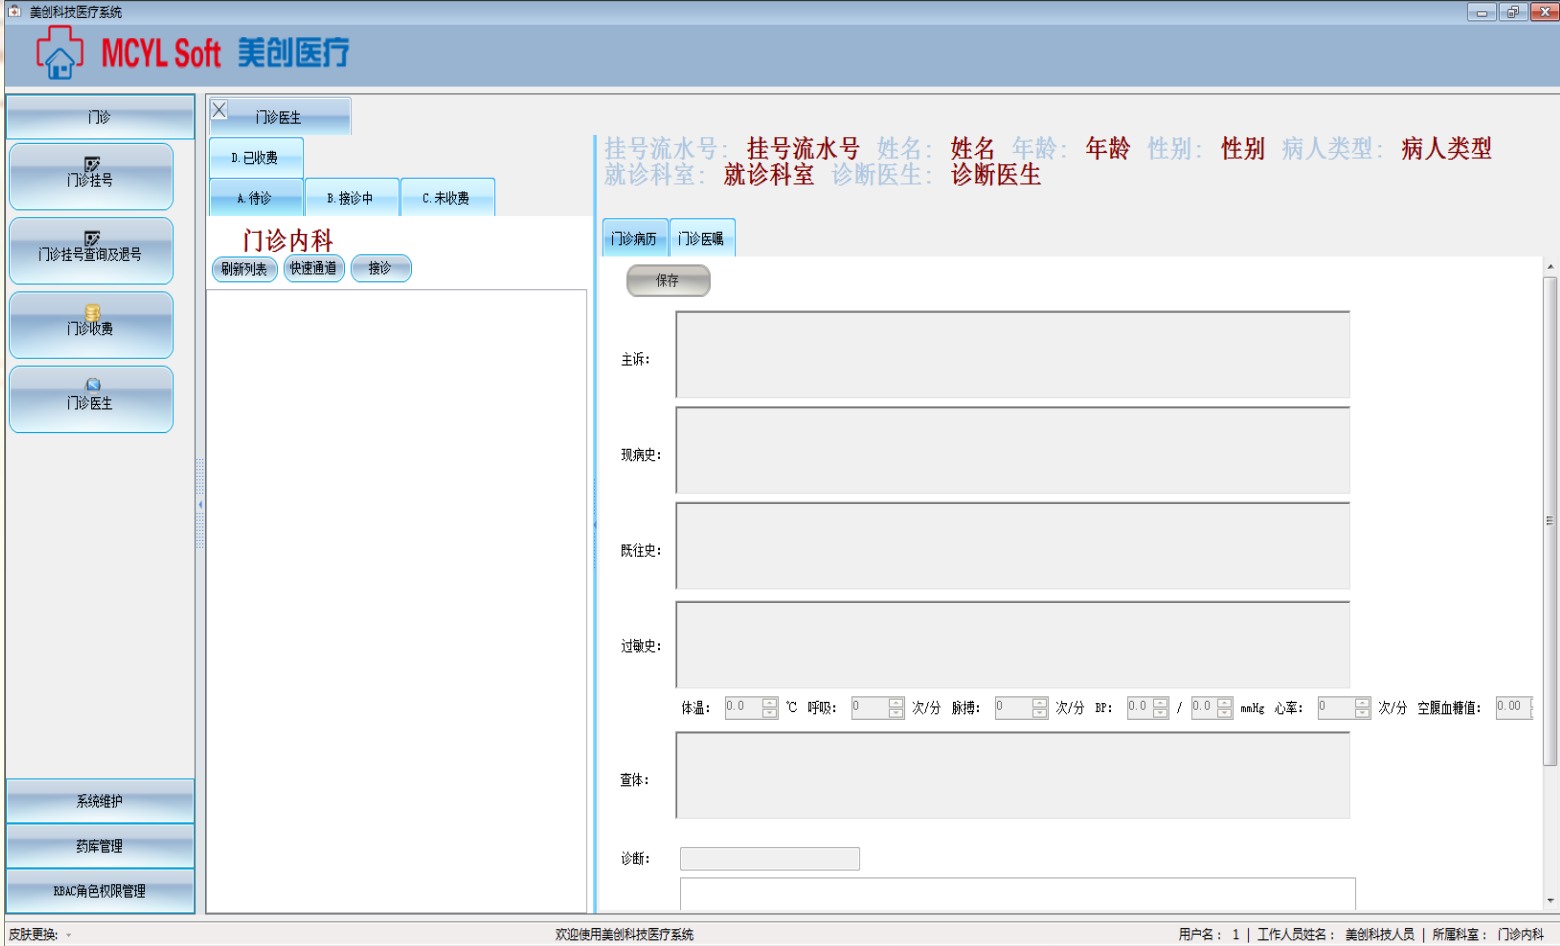 美创科技医疗系统
MCYL Soft 美创医疗
门诊
门诊挂号
门诊挂号查询及退号
门诊收费
门诊医生
系统维护
药库管理
RBAC角色权限管理
门诊医生
D.已收费
A.待诊 B.接诊中 C.未收费
门诊内科
刷新列表 快速通道 接诊
挂号流水号: 挂号流水号 姓名: 姓名 年龄: 年龄 性别: 性别 病人类型: 病人类型
就诊科室: 就诊科室 诊断医生: 诊断医生
门诊病历 门诊医嘱
保存
主诉:
现病史:
既往史:
过敏史:
体温: 0.0 ℃ 呼吸: 0 次/分 脉搏: 0 次/分 BP: 0.0 / 0.0 mmHg 心率: 0 次/分 空腹血糖值: 0.00
查体:
诊断:
皮肤更换: 欢迎使用美创科技医疗系统 用户名: 1 | 工作人员姓名: 美创科技人员 | 所属科室: 门诊内科